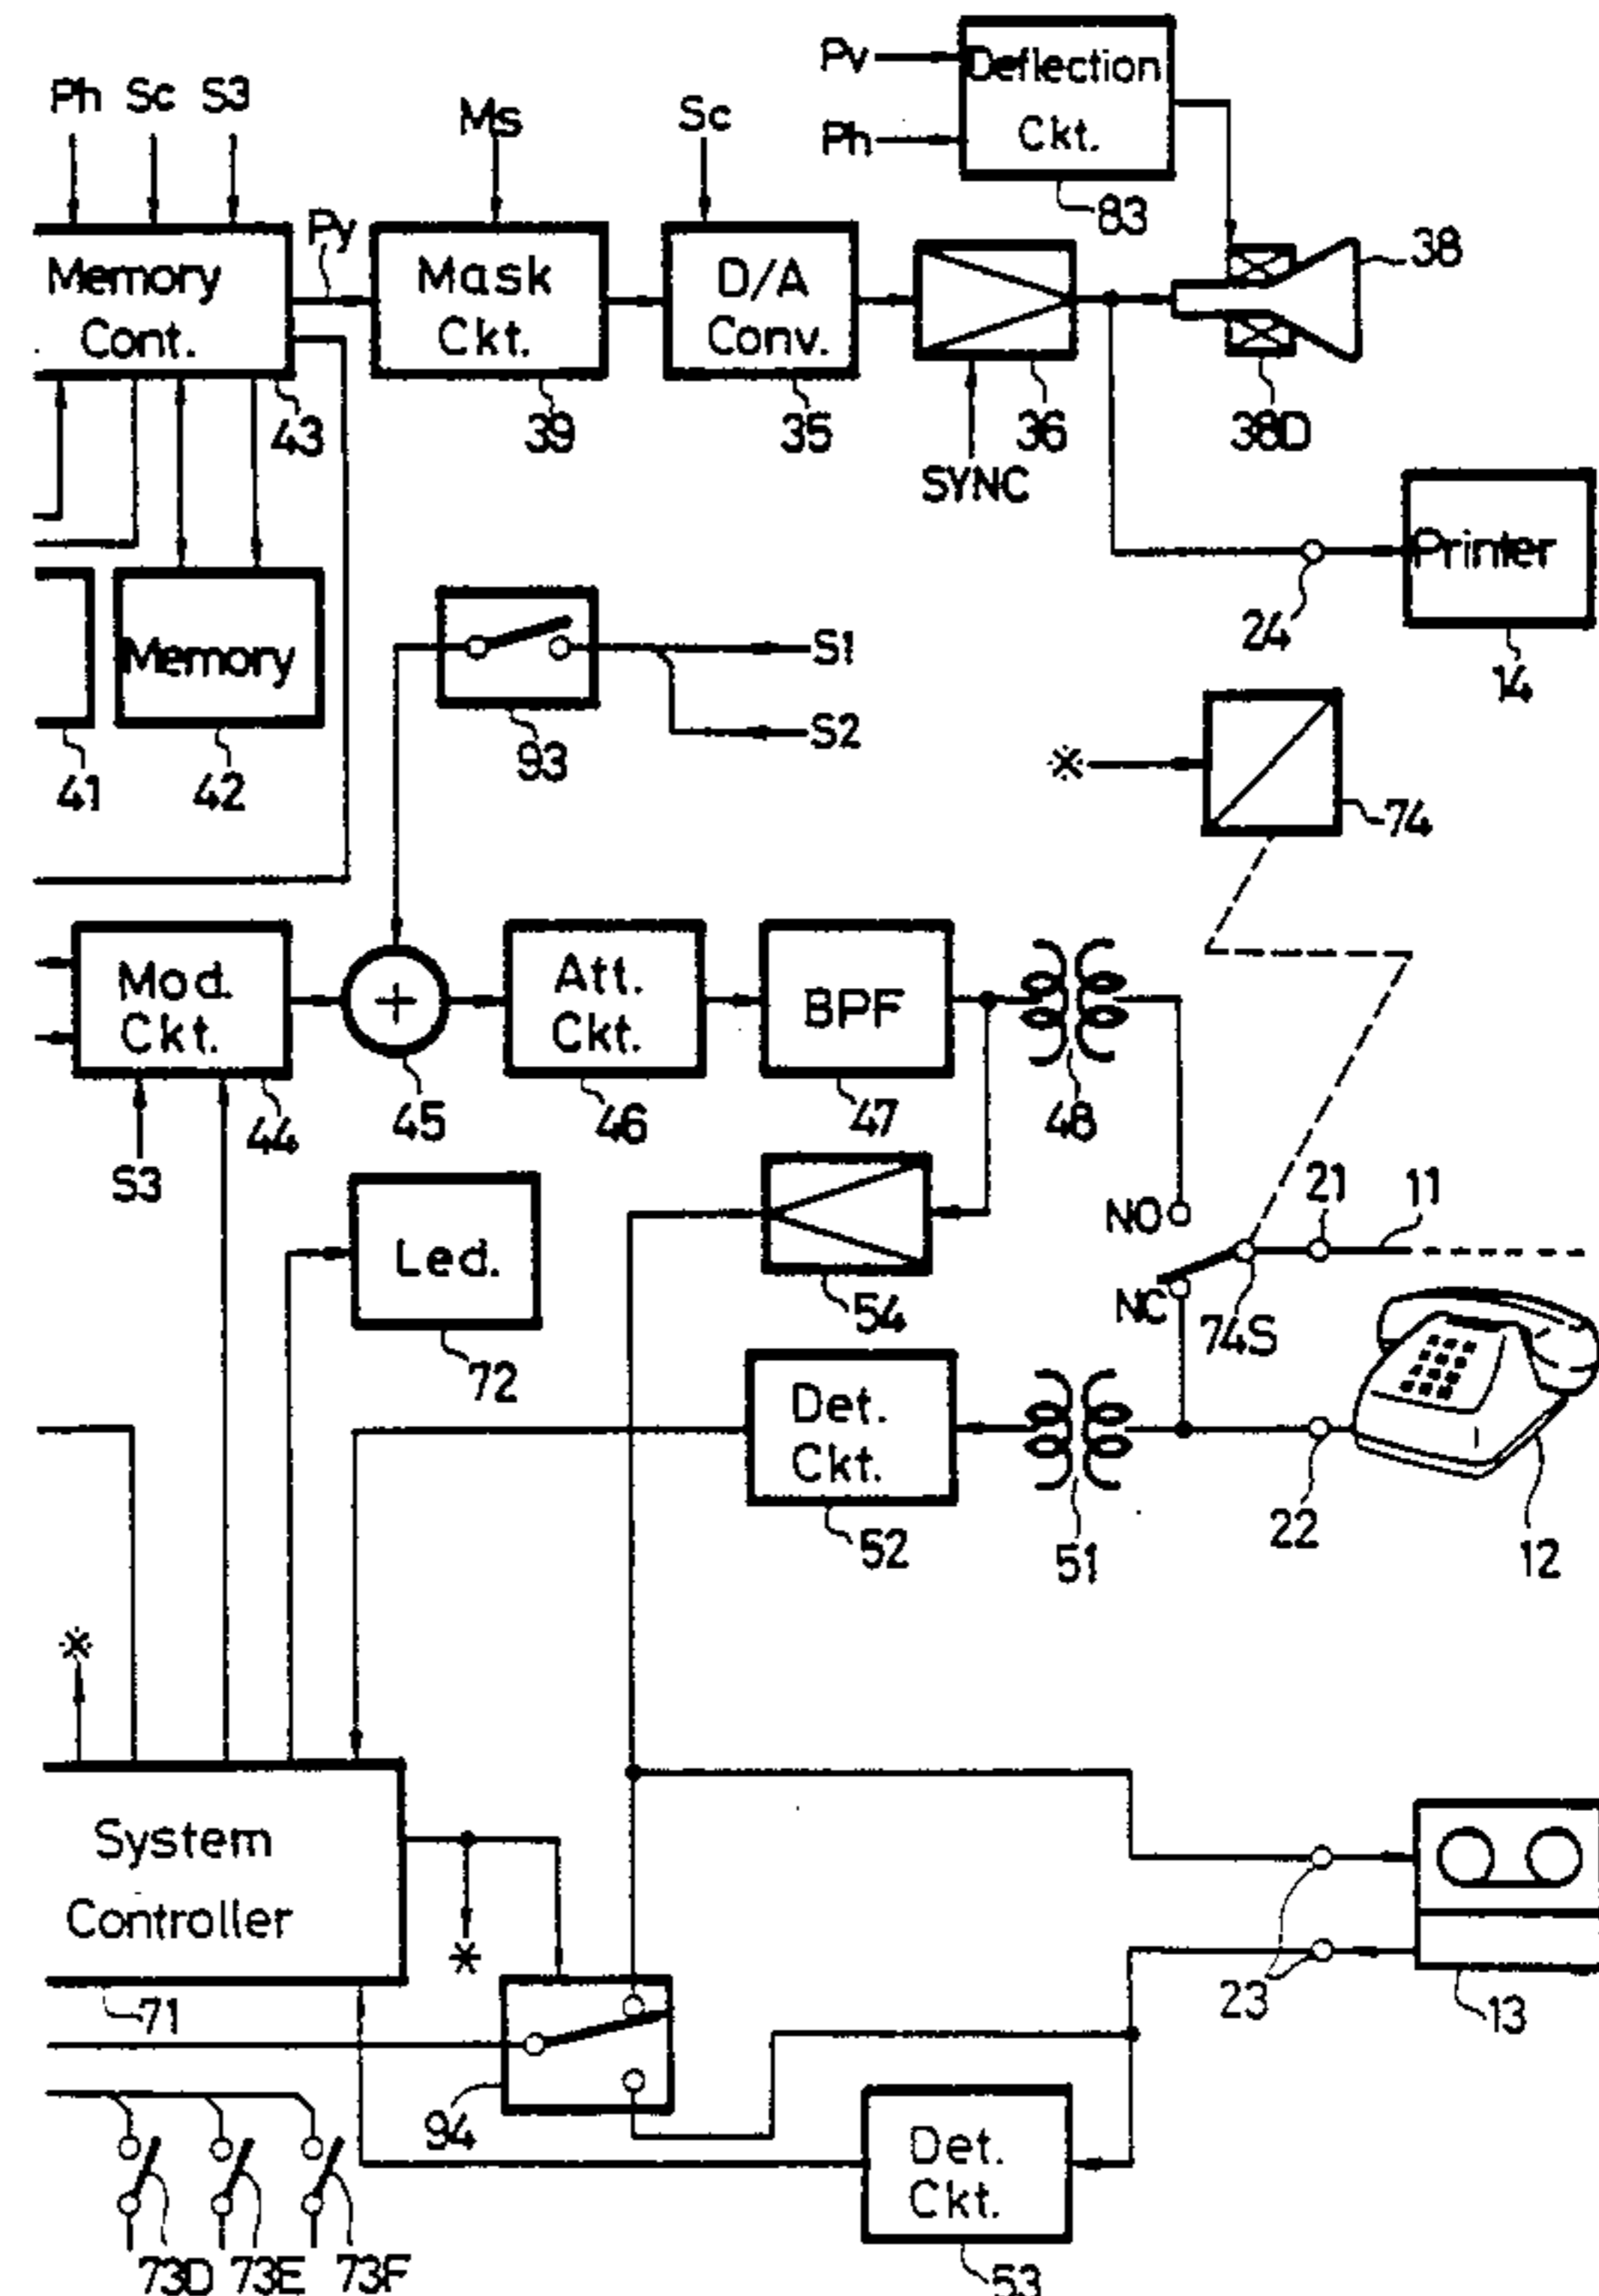 Pv
Deflection
Ckt.
Ph
83
Ph Sc S3
Ms
Sc
Py
Memory
Cont.
43
Mask
Ckt.
39
D/A
Conv.
35
36
SYNC
38
38D
Printer
24
14
41
Memory
42
93
S1
S2
※
74
Mod.
Ckt.
44
S3
+
45
Att.
Ckt.
46
BPF
47
48
54
Led.
72
NO
NC
74S
21
11
Det.
Ckt.
52
51
22
12
※
System
Controller
71
*
94
23
13
Det.
Ckt.
53
73D 73E 73F